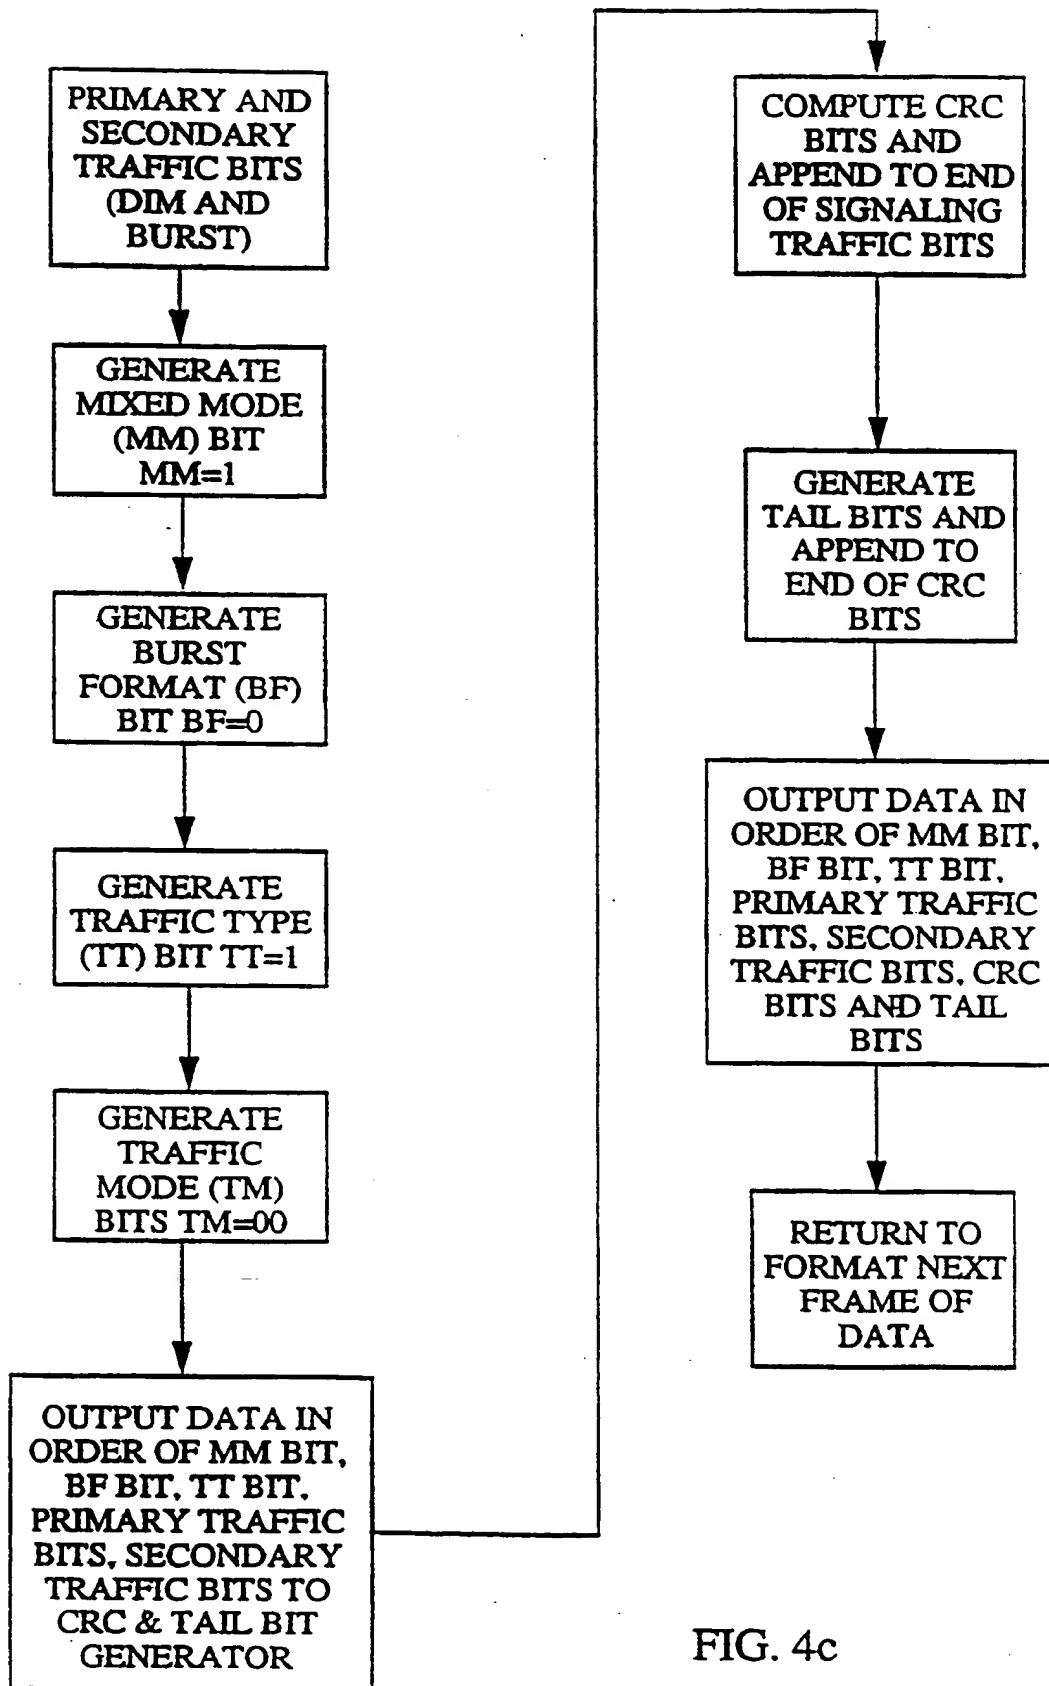 PRIMARY AND
SECONDARY
TRAFFIC BITS
(DIM AND
BURST)
GENERATE
MIXED MODE
(MM) BIT
MM=1
GENERATE
BURST
FORMAT (BF)
BIT BF=0
GENERATE
TRAFFIC TYPE
(TT) BIT TT=1
GENERATE
TRAFFIC
MODE (TM)
BITS TM=00
OUTPUT DATA IN
ORDER OF MM BIT,
BF BIT, TT BIT,
PRIMARY TRAFFIC
BITS, SECONDARY
TRAFFIC BITS TO
CRC & TAIL BIT
GENERATOR
COMPUTE CRC
BITS AND
APPEND TO END
OF SIGNALING
TRAFFIC BITS
GENERATE
TAIL BITS AND
APPEND TO
END OF CRC
BITS
OUTPUT DATA IN
ORDER OF MM BIT,
BF BIT, TT BIT,
PRIMARY TRAFFIC
BITS, SECONDARY
TRAFFIC BITS, CRC
BITS AND TAIL
BITS
RETURN TO
FORMAT NEXT
FRAME OF
DATA
FIG. 4c